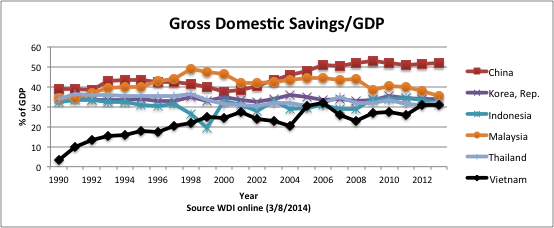 Gross Domestic Savings/GDP
% of GDP
60
50
40
30
20
10
0
1990 1992 1994 1996 1998 2000 2002 2004 2006 2008 2010 2012
Year
Source WDI online (3/8/2014)
China
Korea, Rep.
Indonesia
Malaysia
Thailand
Vietnam